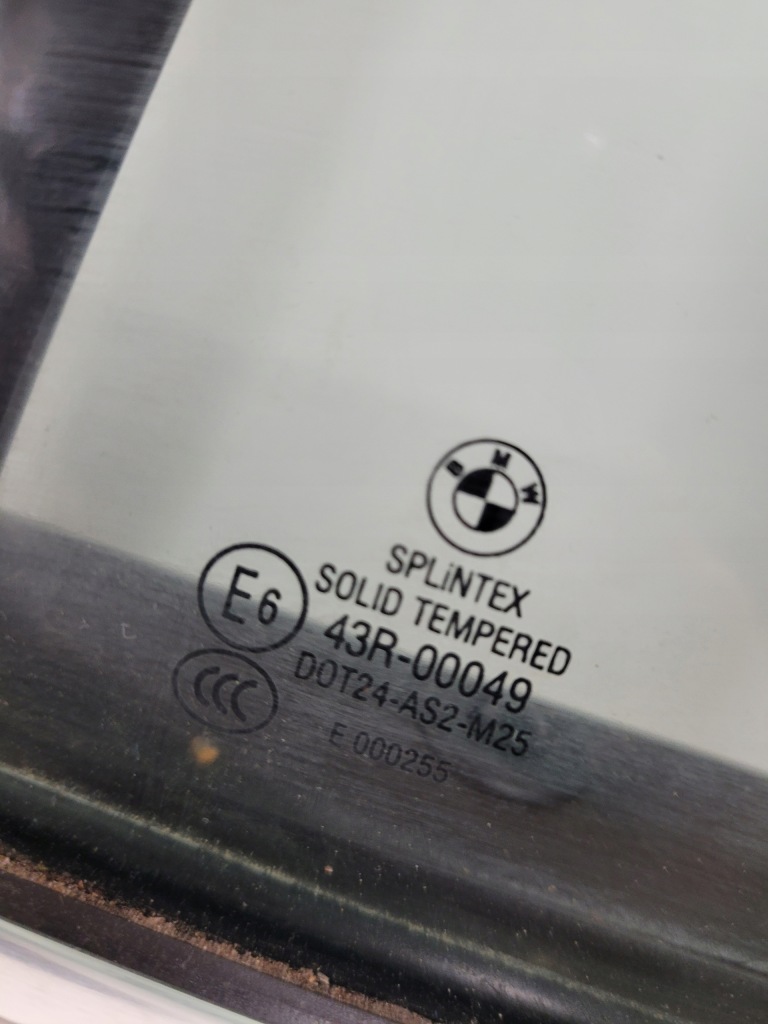 BMW
SPLiNTEX
E6
SOLID TEMPERED
43R-00049
CCC
DOT24-AS2-M25
E 000255